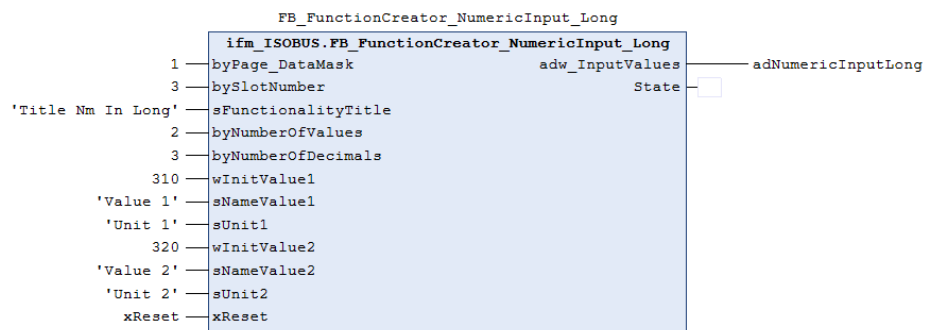 FB_FunctionCreator_NumericInput_Long
ifm_ISOBUS.FB_FunctionCreator_NumericInput_Long
1 byPage_DataMask adw_InputValues adNumericInputLong
3 bySlotNumber State
'Title Nm In Long' sFunctionalityTitle
2 byNumberOfValues
3 byNumberOfDecimals
310 wInitValue1
'Value 1' sNameValue1
'Unit 1' sUnit1
320 wInitValue2
'Value 2' sNameValue2
'Unit 2' sUnit2
xReset xReset